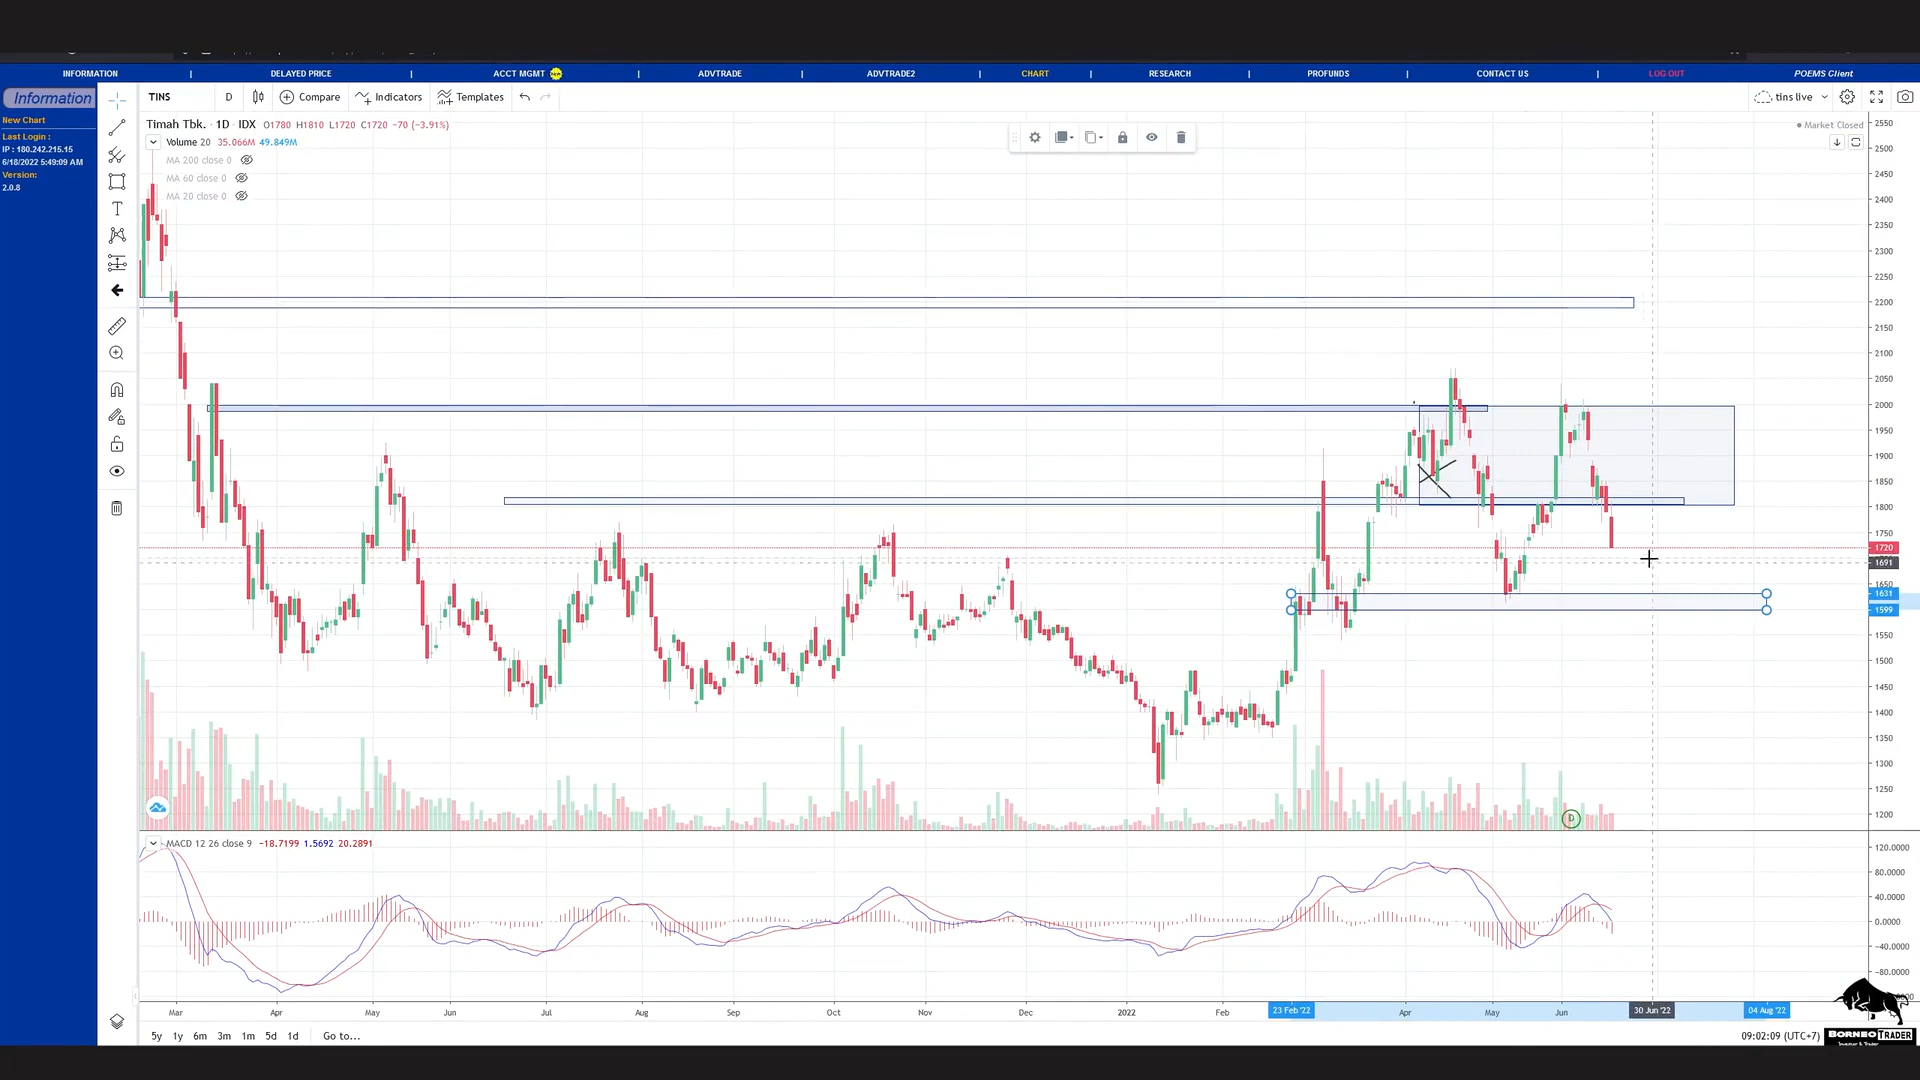 INFORMATION | DELAYED PRICE | ACCT MGMT | ADVTRADE | ADVTRADE2 | CHART | RESEARCH | PROFUNDS | CONTACT US | LOG OUT POEMS Client
Information
New Chart
Last Login :
IP : 180.242.215.15
6/18/2022 5:49:09 AM
Version:
2.0.8
TINS D Compare Indicators Templates tins live
Timah Tbk. · 1D · IDX O1780 H1810 L1720 C1720 −70 (−3.91%)
Market Closed
Volume 20 35.066M 49.849M
MA 200 close 0
MA 60 close 0
MA 20 close 0
2550
2500
2450
2400
2350
2300
2250
2200
2150
2100
2050
2000
1950
1900
1850
1800
1750
1720
1691
1650
1631
1599
1550
1500
1450
1400
1350
1300
1250
1200
D
MACD 12 26 close 9 −18.7199 1.5692 20.2891
120.0000
80.0000
40.0000
0.0000
−40.0000
−80.0000
Mar Apr May Jun Jul Aug Sep Oct Nov Dec 2022 Feb 23 Feb '22 Apr May Jun 30 Jun '22 04 Aug '22
5y 1y 6m 3m 1m 5d 1d Go to...
09:02:09 (UTC+7)
BORNEO TRADER
Investor & Trader